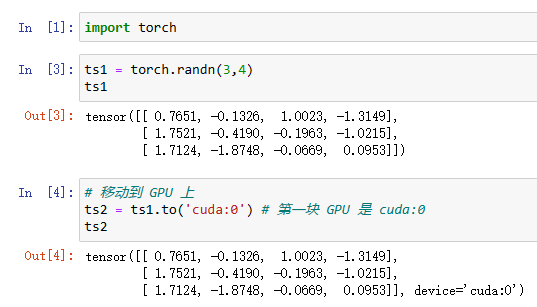 In [1]: import torch
In [3]: ts1 = torch.randn(3,4)
ts1
Out[3]: tensor([[ 0.7651, -0.1326, 1.0023, -1.3149],
[ 1.7521, -0.4190, -0.1963, -1.0215],
[ 1.7124, -1.8748, -0.0669, 0.0953]])
In [4]: # 移动到 GPU 上
ts2 = ts1.to('cuda:0') # 第一块 GPU 是 cuda:0
ts2
Out[4]: tensor([[ 0.7651, -0.1326, 1.0023, -1.3149],
[ 1.7521, -0.4190, -0.1963, -1.0215],
[ 1.7124, -1.8748, -0.0669, 0.0953]], device='cuda:0')